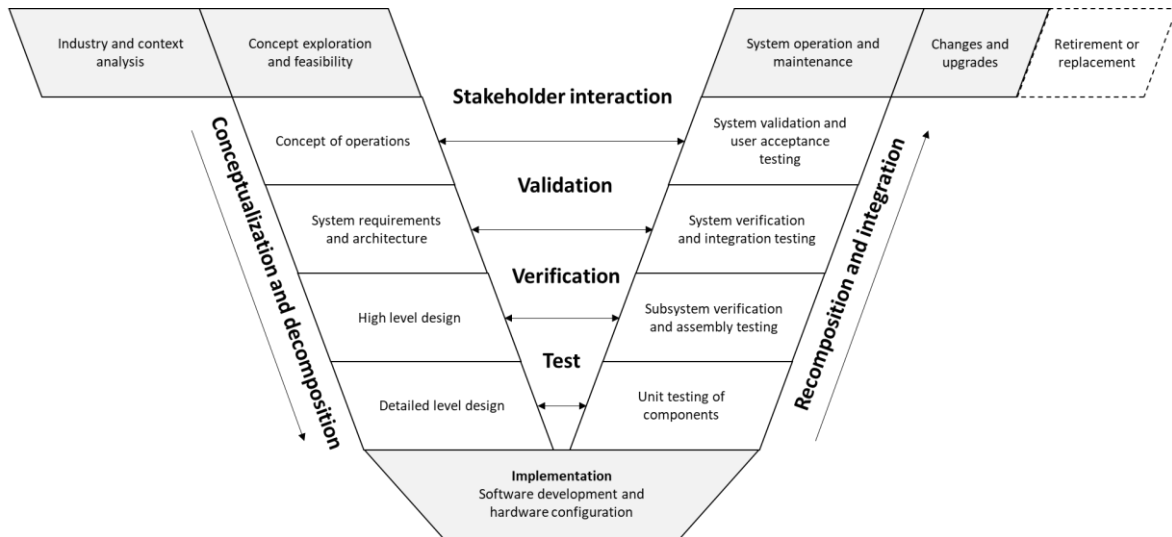 Industry and context
analysis
Concept exploration
and feasibility
System operation and
maintenance
Changes and
upgrades
Retirement or
replacement
Stakeholder interaction
Conceptualization and decomposition
Concept of operations
System validation and
user acceptance
testing
Recomposition and integration
Validation
System requirements
and architecture
System verification
and integration testing
Verification
High level design
Subsystem verification
and assembly testing
Test
Detailed level design
Unit testing of
components
Implementation
Software development and
hardware configuration